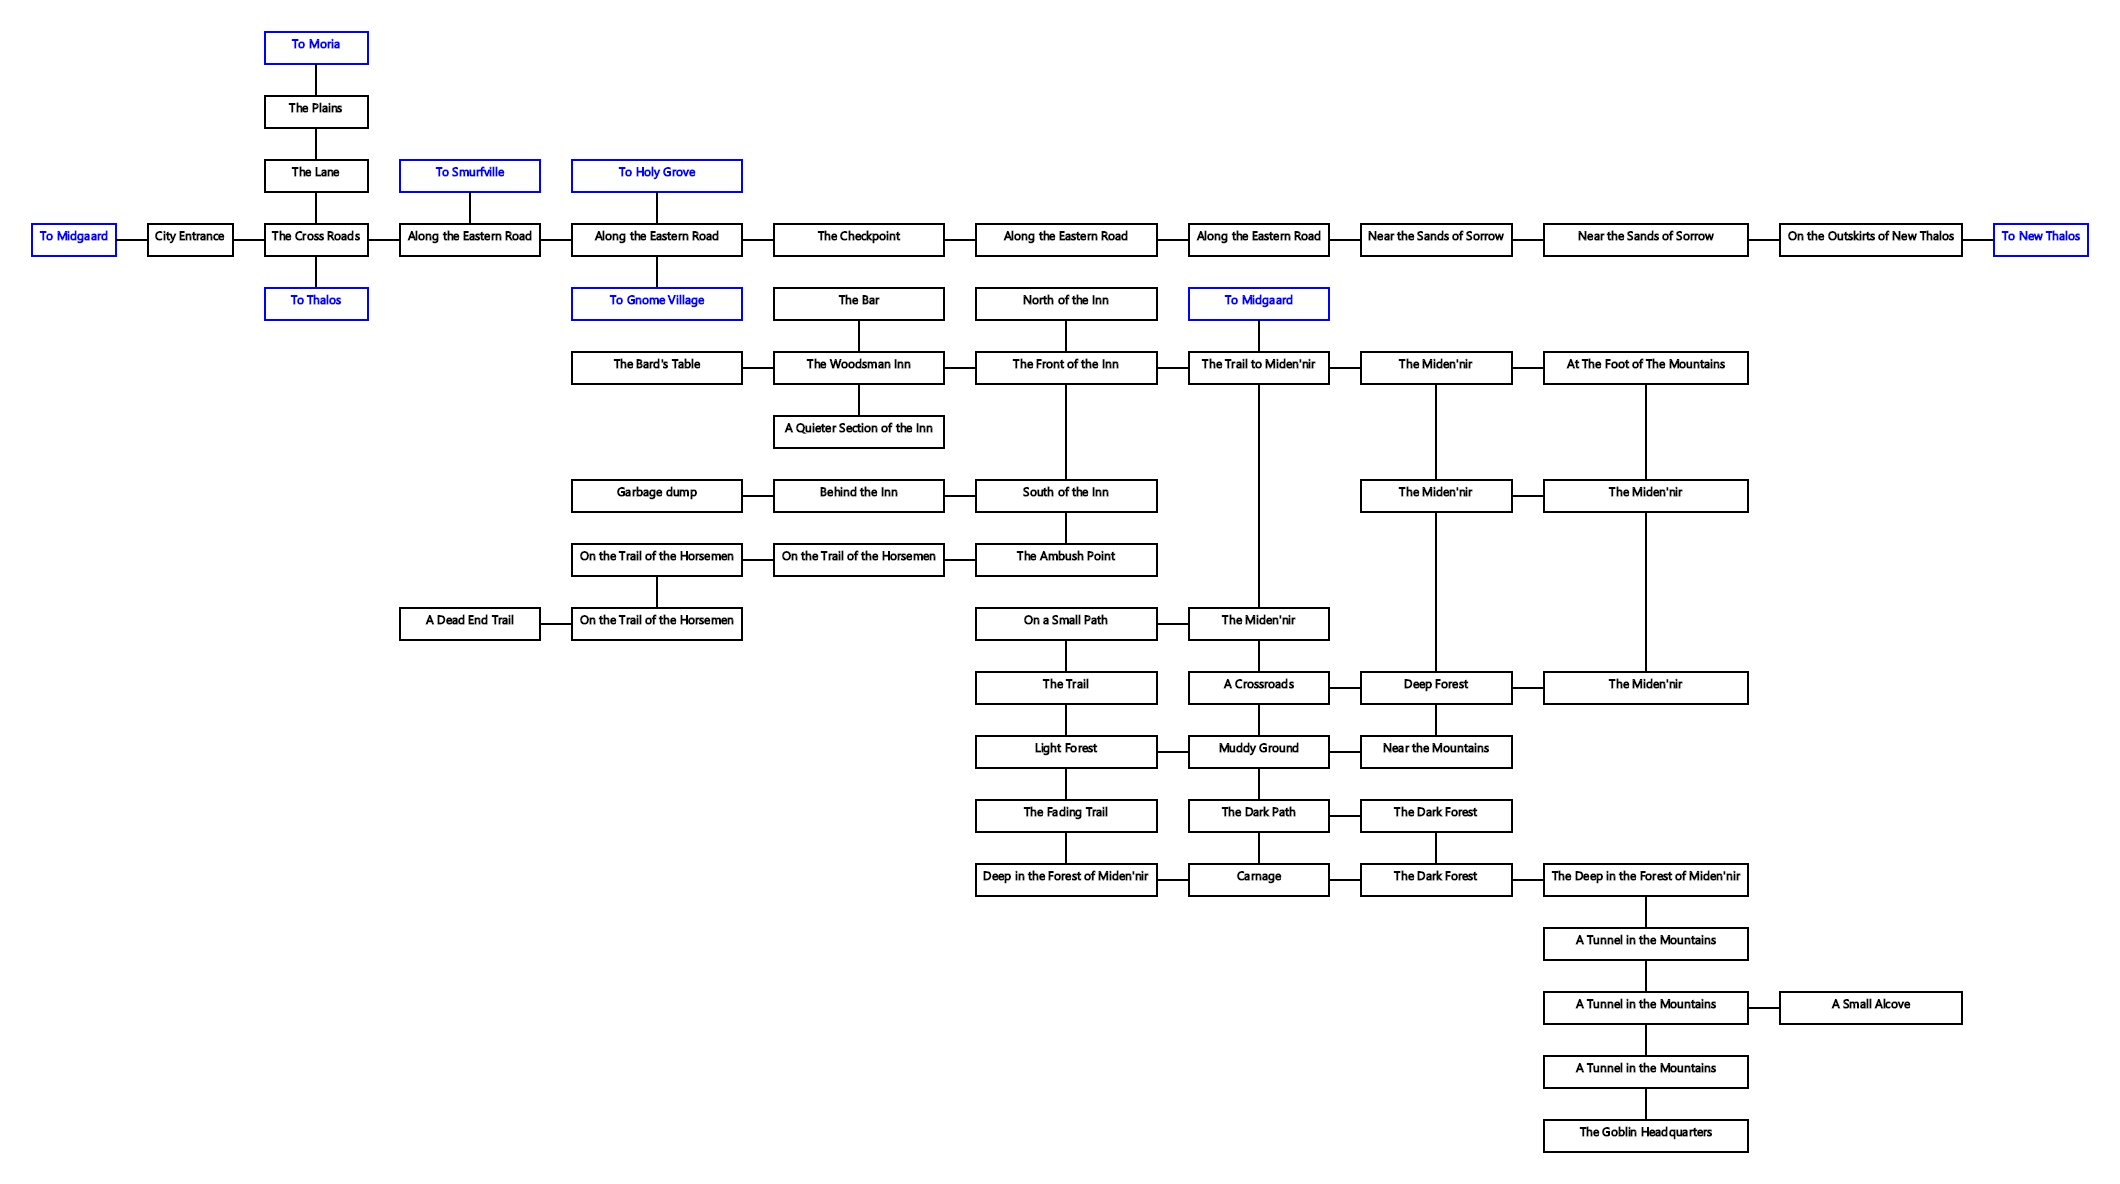 To Moria
The Plains
The Lane
To Smurfville
To Holy Grove
To Midgaard
City Entrance
The Cross Roads
Along the Eastern Road
Along the Eastern Road
The Checkpoint
Along the Eastern Road
Along the Eastern Road
Near the Sands of Sorrow
Near the Sands of Sorrow
On the Outskirts of New Thalos
To New Thalos
To Thalos
To Gnome Village
The Bar
North of the Inn
To Midgaard
The Bard's Table
The Woodsman Inn
The Front of the Inn
The Trail to Miden'nir
The Miden'nir
At The Foot of The Mountains
A Quieter Section of the Inn
Garbage dump
Behind the Inn
South of the Inn
The Miden'nir
The Miden'nir
On the Trail of the Horsemen
On the Trail of the Horsemen
The Ambush Point
A Dead End Trail
On the Trail of the Horsemen
On a Small Path
The Miden'nir
The Trail
A Crossroads
Deep Forest
The Miden'nir
Light Forest
Muddy Ground
Near the Mountains
The Fading Trail
The Dark Path
The Dark Forest
Deep in the Forest of Miden'nir
Carnage
The Dark Forest
The Deep in the Forest of Miden'nir
A Tunnel in the Mountains
A Tunnel in the Mountains
A Small Alcove
A Tunnel in the Mountains
The Goblin Headquarters